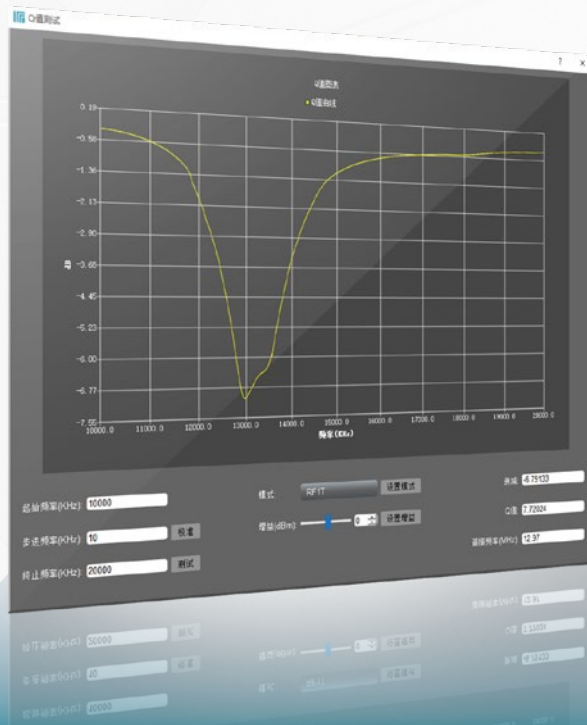 Q值测试
? ×
Q值图表
Q值曲线
0.19
-0.58
-1.36
-2.13
-2.90
-3.68
-4.45
-5.23
-6.00
-6.77
-7.55
dB
10000.0 11000.0 12000.0 13000.0 14000.0 15000.0 16000.0 17000.0 18000.0 19000.0 20000.0
频率(KHz)
起始频率(KHz): 10000
步进频率(KHz): 10 校准
终止频率(KHz): 20000 测试
模式: RF1T 设置模式
增益(dBm): 0 设置增益
衰减 -6.79133
Q值 7.72024
谐振频率(MHz) 12.97